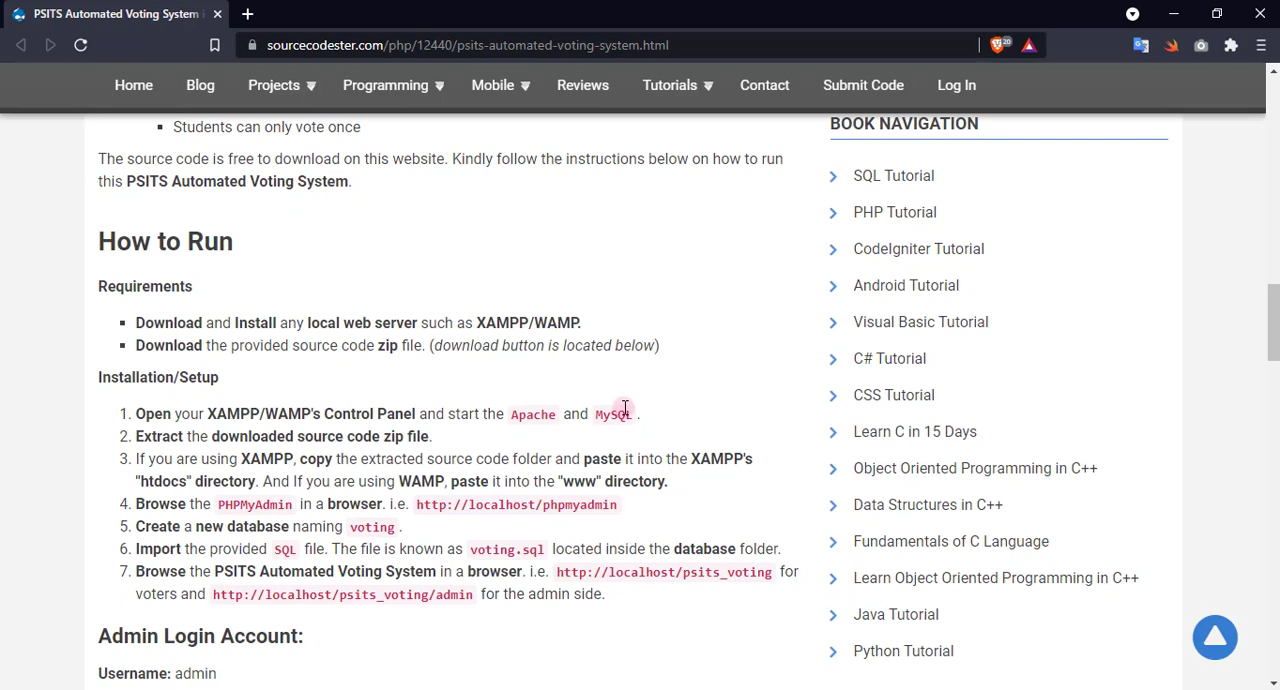 PSITS Automated Voting System
sourcecodester.com/php/12440/psits-automated-voting-system.html
20
Home Blog Projects Programming Mobile Reviews Tutorials Contact Submit Code Log In
Students can only vote once
The source code is free to download on this website. Kindly follow the instructions below on how to run
this PSITS Automated Voting System.
How to Run
Requirements
Download and Install any local web server such as XAMPP/WAMP.
Download the provided source code zip file. (download button is located below)
Installation/Setup
1. Open your XAMPP/WAMP's Control Panel and start the Apache and MySQL .
2. Extract the downloaded source code zip file.
3. If you are using XAMPP, copy the extracted source code folder and paste it into the XAMPP's
"htdocs" directory. And If you are using WAMP, paste it into the "www" directory.
4. Browse the PHPMyAdmin in a browser. i.e. http://localhost/phpmyadmin
5. Create a new database naming voting .
6. Import the provided SQL file. The file is known as voting.sql located inside the database folder.
7. Browse the PSITS Automated Voting System in a browser. i.e. http://localhost/psits_voting for
voters and http://localhost/psits_voting/admin for the admin side.
Admin Login Account:
Username: admin
BOOK NAVIGATION
SQL Tutorial
PHP Tutorial
CodeIgniter Tutorial
Android Tutorial
Visual Basic Tutorial
C# Tutorial
CSS Tutorial
Learn C in 15 Days
Object Oriented Programming in C++
Data Structures in C++
Fundamentals of C Language
Learn Object Oriented Programming in C++
Java Tutorial
Python Tutorial